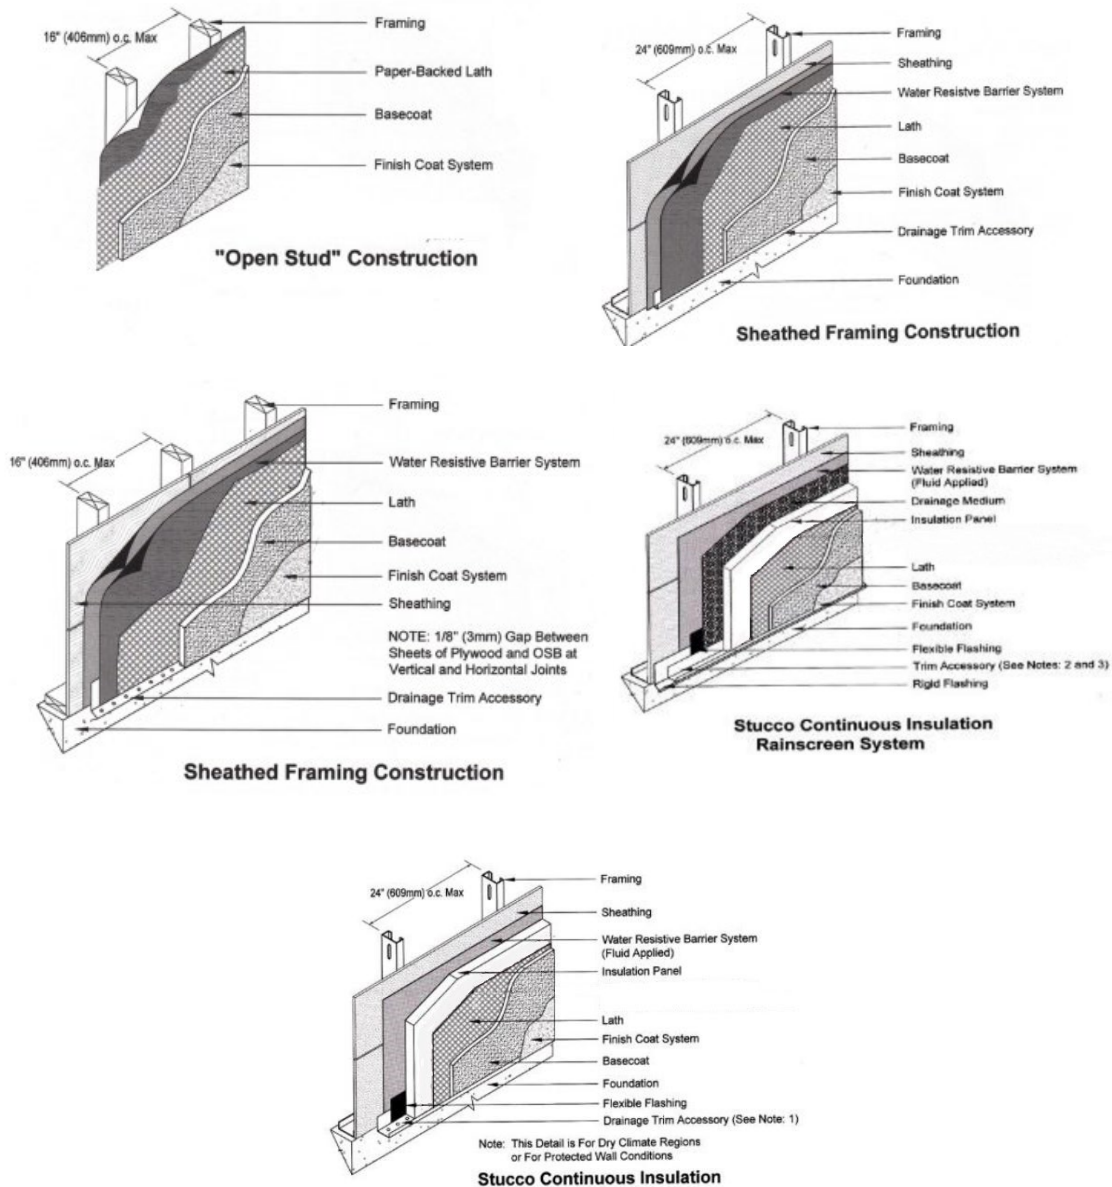 16" (406mm) o.c. Max
Framing
Paper-Backed Lath
Basecoat
Finish Coat System
"Open Stud" Construction
24" (609mm) o.c. Max
Framing
Sheathing
Water Resistve Barrier System
Lath
Basecoat
Finish Coat System
Drainage Trim Accessory
Foundation
Sheathed Framing Construction
16" (406mm) o.c. Max
Framing
Water Resistive Barrier System
Lath
Basecoat
Finish Coat System
Sheathing
NOTE: 1/8" (3mm) Gap Between
Sheets of Plywood and OSB at
Vertical and Horizontal Joints
Drainage Trim Accessory
Foundation
Sheathed Framing Construction
24" (609mm) o.c. Max
Framing
Sheathing
Water Resistive Barrier System
(Fluid Applied)
Drainage Medium
Insulation Panel
Lath
Basecoat
Finish Coat System
Foundation
Flexible Flashing
Trim Accessory (See Notes: 2 and 3)
Rigid Flashing
Stucco Continuous Insulation
Rainscreen System
24" (609mm) o.c. Max
Framing
Sheathing
Water Resistive Barrier System
(Fluid Applied)
Insulation Panel
Lath
Finish Coat System
Basecoat
Foundation
Flexible Flashing
Drainage Trim Accessory (See Note: 1)
Note: This Detail is For Dry Climate Regions
or For Protected Wall Conditions
Stucco Continuous Insulation